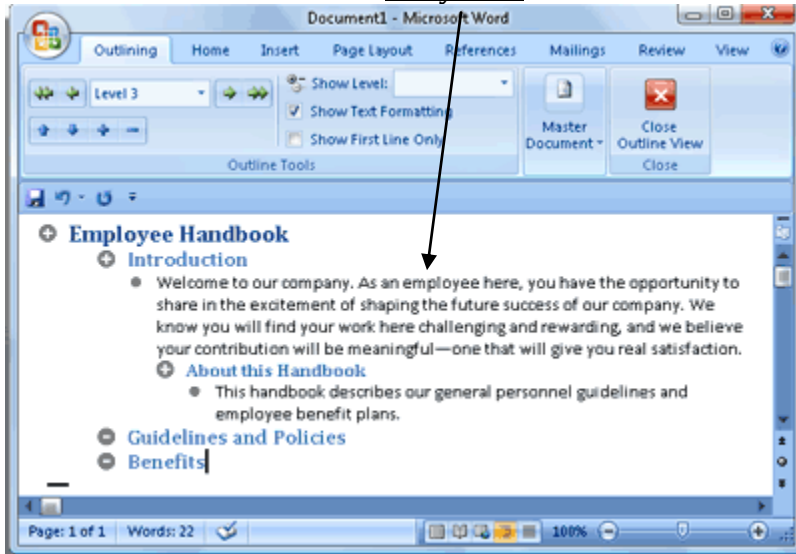 Document1 - Microsoft Word
Outlining Home Insert Page Layout References Mailings Review View
Level 3
Show Level:
Show Text Formatting
Show First Line Only
Master Document
Close Outline View
Outline Tools
Close
Employee Handbook
Introduction
Welcome to our company. As an employee here, you have the opportunity to
share in the excitement of shaping the future success of our company. We
know you will find your work here challenging and rewarding, and we believe
your contribution will be meaningful—one that will give you real satisfaction.
About this Handbook
This handbook describes our general personnel guidelines and
employee benefit plans.
Guidelines and Policies
Benefits
Page: 1 of 1 Words: 22 100%